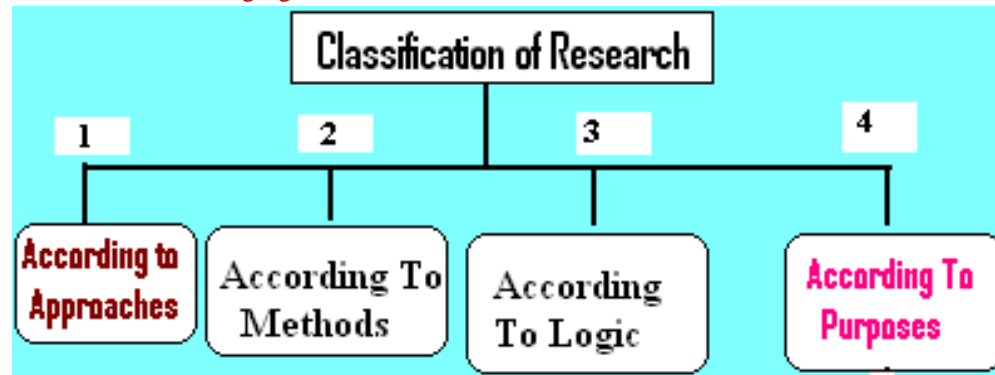 Classification of Research
1
2
3
4
According to
Approaches
According To
Methods
According
To Logic
According To
Purposes